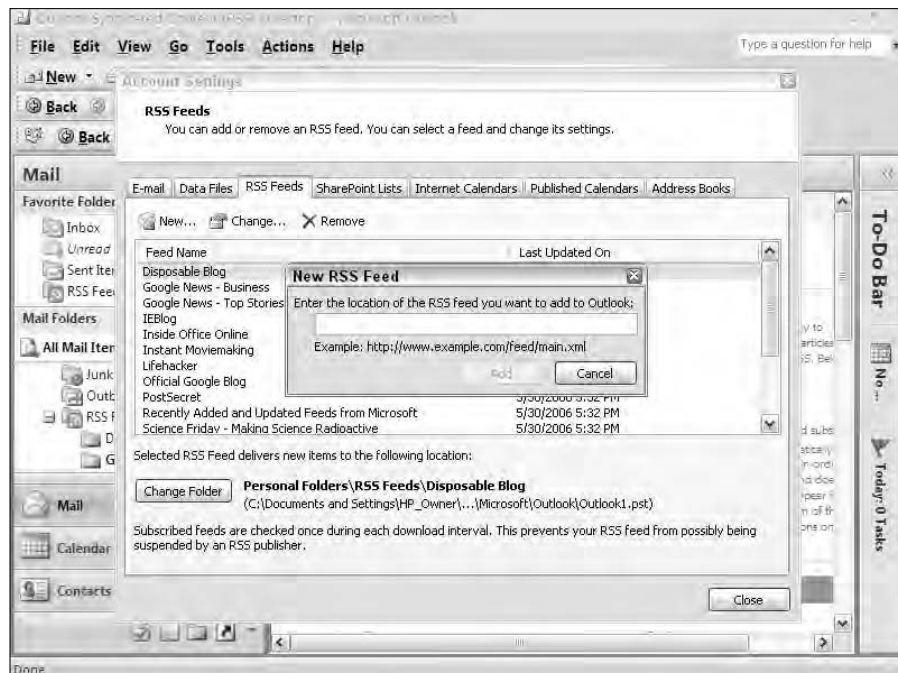 File Edit View Go Tools Actions Help
Type a question for help
New
Account Settings
Back
RSS Feeds
You can add or remove an RSS feed. You can select a feed and change its settings.
Back
Mail
E-mail Data Files RSS Feeds SharePoint Lists Internet Calendars Published Calendars Address Books
Favorite Folder
Inbox
Unread
Sent Iter
RSS Fee
New... Change... Remove
Feed Name Last Updated On
Disposable Blog
Google News - Business
Google News - Top Stories
IEBlog
Inside Office Online
Instant Moviemaking
Lifehacker
Official Google Blog
PostSecret 5/30/2006 5:32 PM
Recently Added and Updated Feeds from Microsoft 5/30/2006 5:32 PM
Science Friday - Making Science Radioactive 5/30/2006 5:32 PM
New RSS Feed
Enter the location of the RSS feed you want to add to Outlook:
Example: http://www.example.com/feed/main.xml
Add Cancel
Mail Folders
All Mail Iter
Junk
Outb
RSS F
D
G
Selected RSS Feed delivers new items to the following location:
Change Folder
Personal Folders\RSS Feeds\Disposable Blog
(C:\Documents and Settings\HP_Owner\...\Microsoft\Outlook\Outlook1.pst)
Subscribed feeds are checked once during each download interval. This prevents your RSS feed from possibly being
suspended by an RSS publisher.
Mail
Calendar
Contacts
Close
To-Do Bar
No...
Today: 0 Tasks
Done